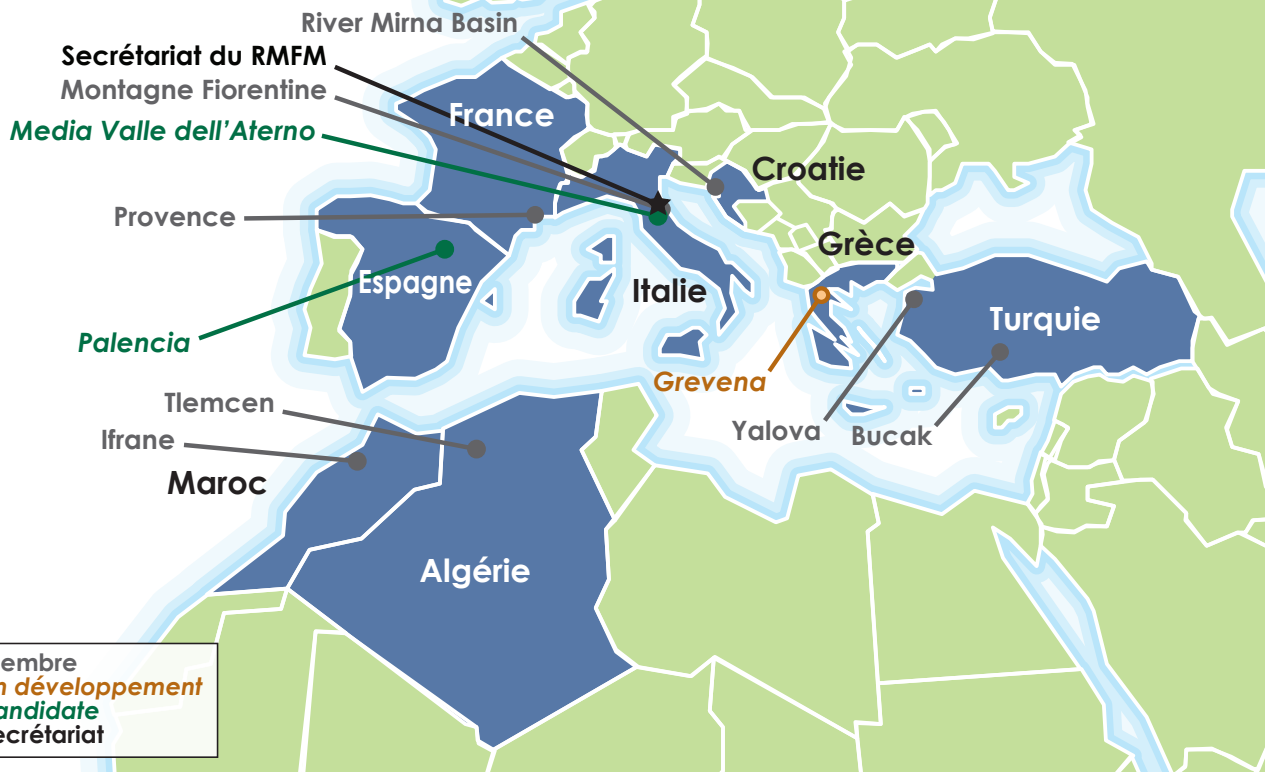 River Mirna Basin
Secrétariat du RMFM
Montagne Fiorentine
France
Media Valle dell'Aterno
Croatie
Provence
Grèce
Espagne
Italie
Turquie
Palencia
Grevena
Tlemcen
Yalova
Bucak
Ifrane
Maroc
Algérie
embre
n développement
andidate
ecrétariat